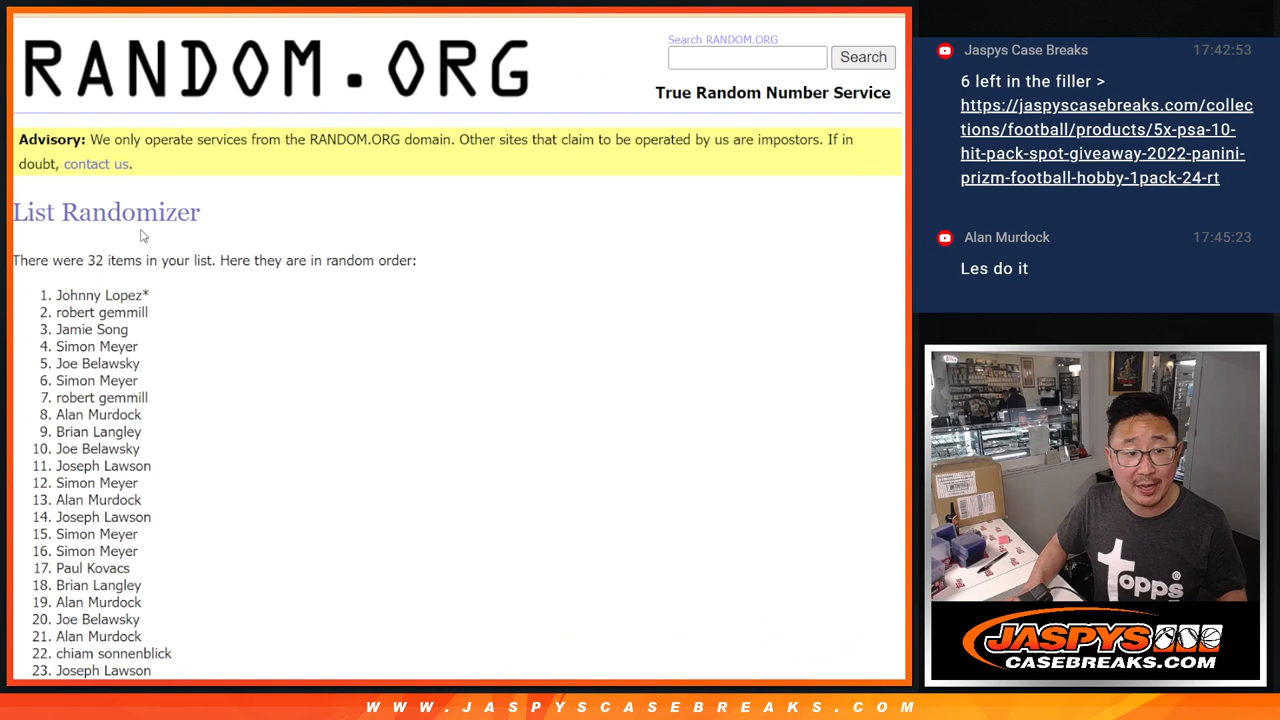 RANDOM.ORG
Search RANDOM.ORG
Search
True Random Number Service
Advisory: We only operate services from the RANDOM.ORG domain. Other sites that claim to be operated by us are impostors. If in
doubt, contact us.
List Randomizer
There were 32 items in your list. Here they are in random order:
1. Johnny Lopez*
2. robert gemmill
3. Jamie Song
4. Simon Meyer
5. Joe Belawsky
6. Simon Meyer
7. robert gemmill
8. Alan Murdock
9. Brian Langley
10. Joe Belawsky
11. Joseph Lawson
12. Simon Meyer
13. Alan Murdock
14. Joseph Lawson
15. Simon Meyer
16. Simon Meyer
17. Paul Kovacs
18. Brian Langley
19. Alan Murdock
20. Joe Belawsky
21. Alan Murdock
22. chiam sonnenblick
23. Joseph Lawson
Jaspys Case Breaks 17:42:53
6 left in the filler >
https://jaspyscasebreaks.com/collec
tions/football/products/5x-psa-10-
hit-pack-spot-giveaway-2022-panini-
prizm-football-hobby-1pack-24-rt
Alan Murdock 17:45:23
Les do it
topps®
JASPYS
CASEBREAKS.COM
WWW.JASPYSCASEBREAKS.COM